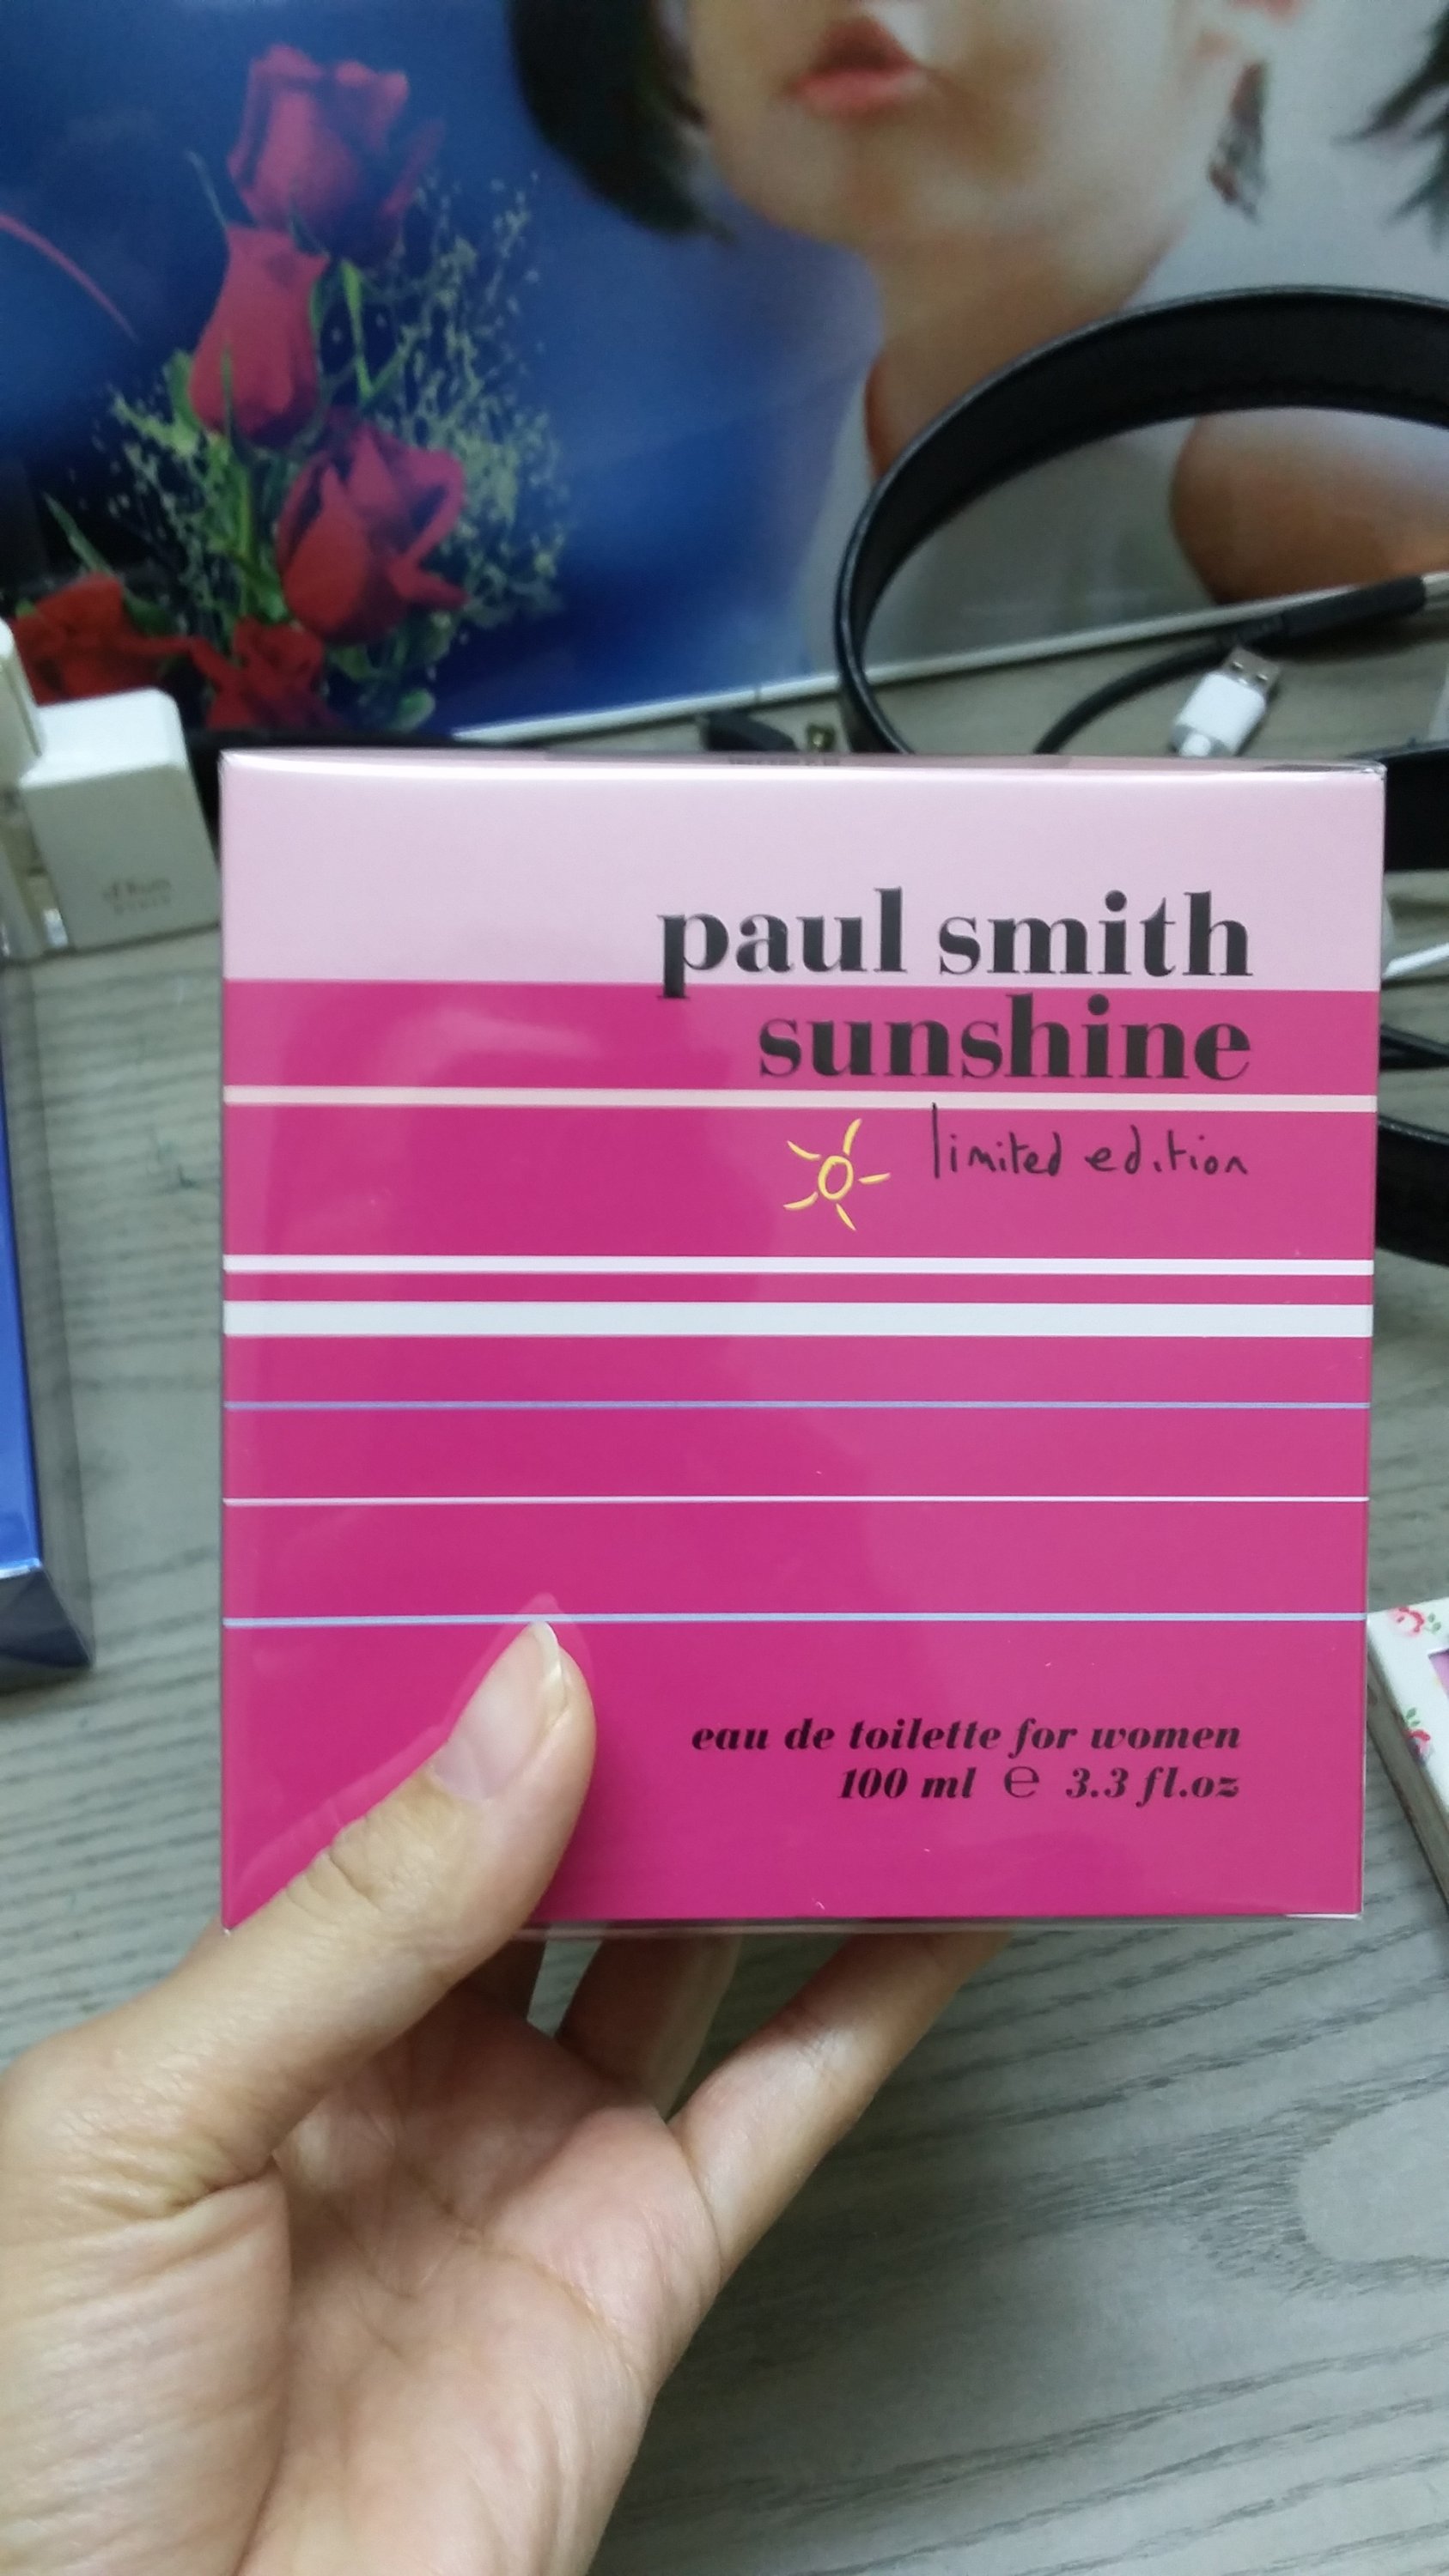 paul smith
sunshine
limited edition
eau de toilette for women
100 ml ℮ 3.3 fl.oz